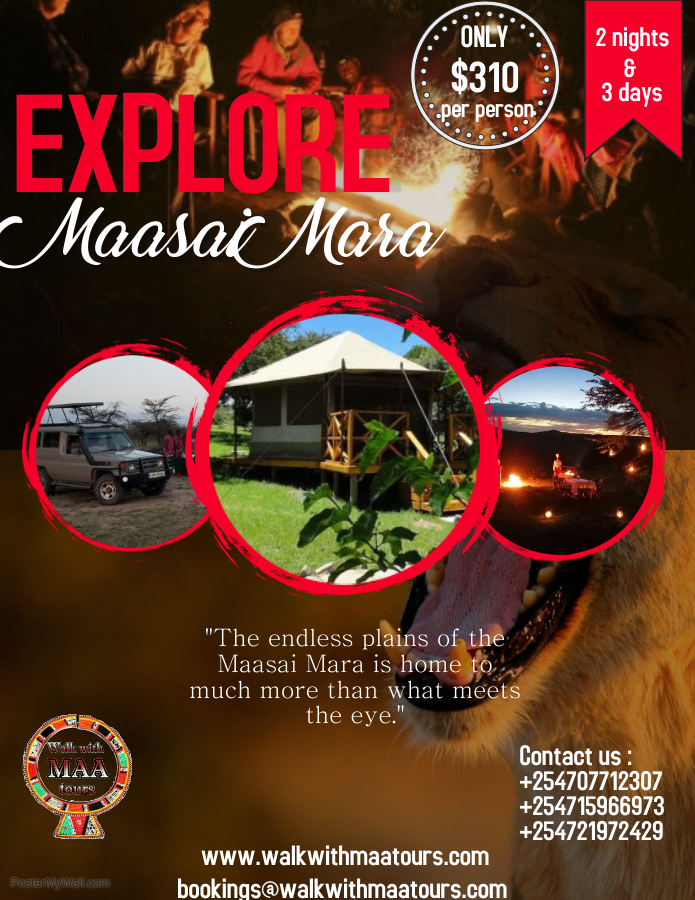 ONLY
$310
per person
2 nights
&
3 days
EXPLORE
Maasai Mara
"The endless plains of the
Maasai Mara is home to
much more than what meets
the eye."
Walk with
MAA
tours
Contact us :
+254707712307
+254715966973
+254721972429
www.walkwithmaatours.com
bookings@walkwithmaatours.com
PosterMyWall.com